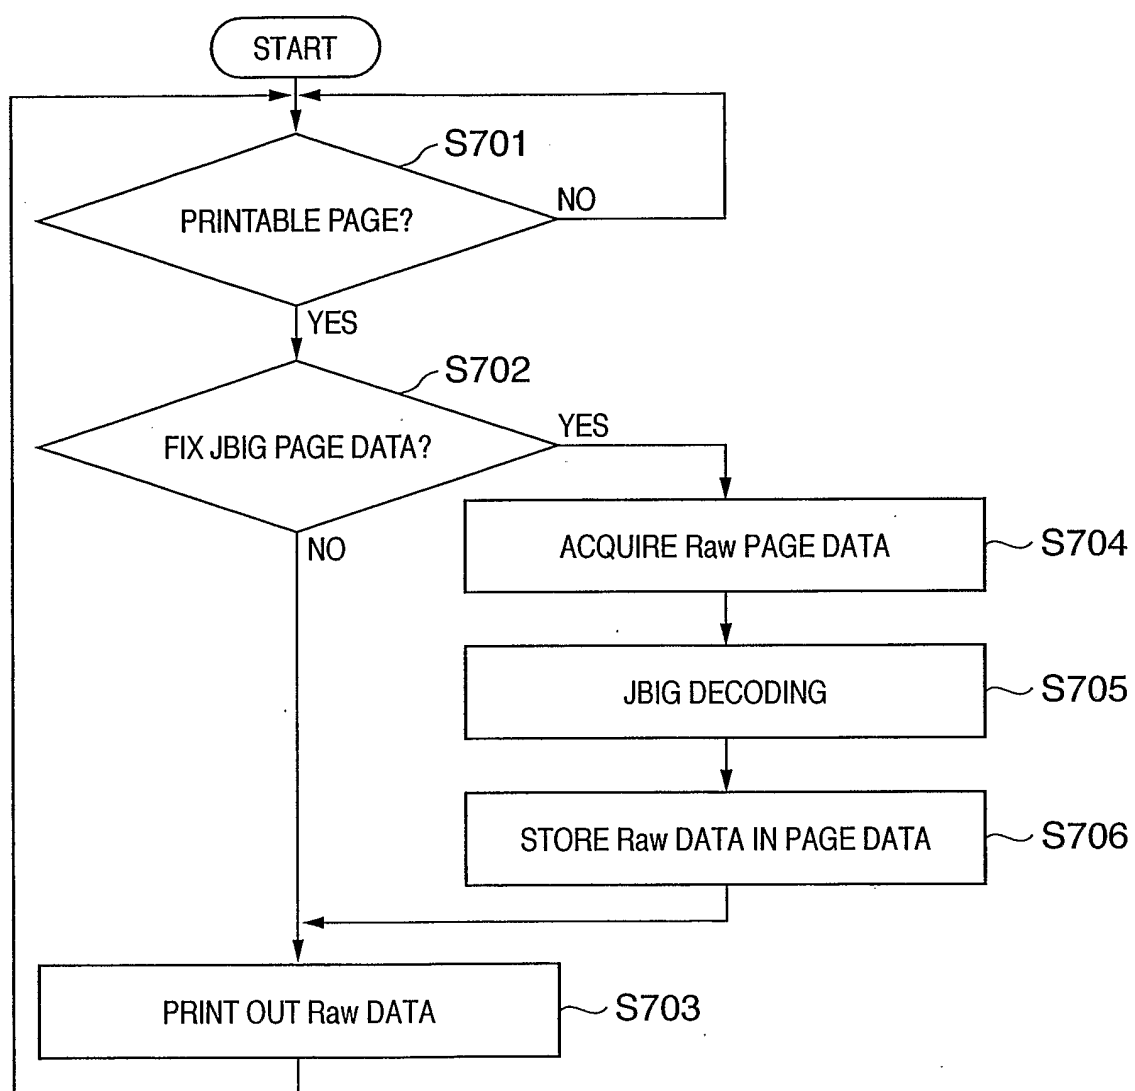 START
S701
PRINTABLE PAGE?
NO
YES
S702
FIX JBIG PAGE DATA?
YES
NO
ACQUIRE Raw PAGE DATA
S704
JBIG DECODING
S705
STORE Raw DATA IN PAGE DATA
S706
PRINT OUT Raw DATA
S703